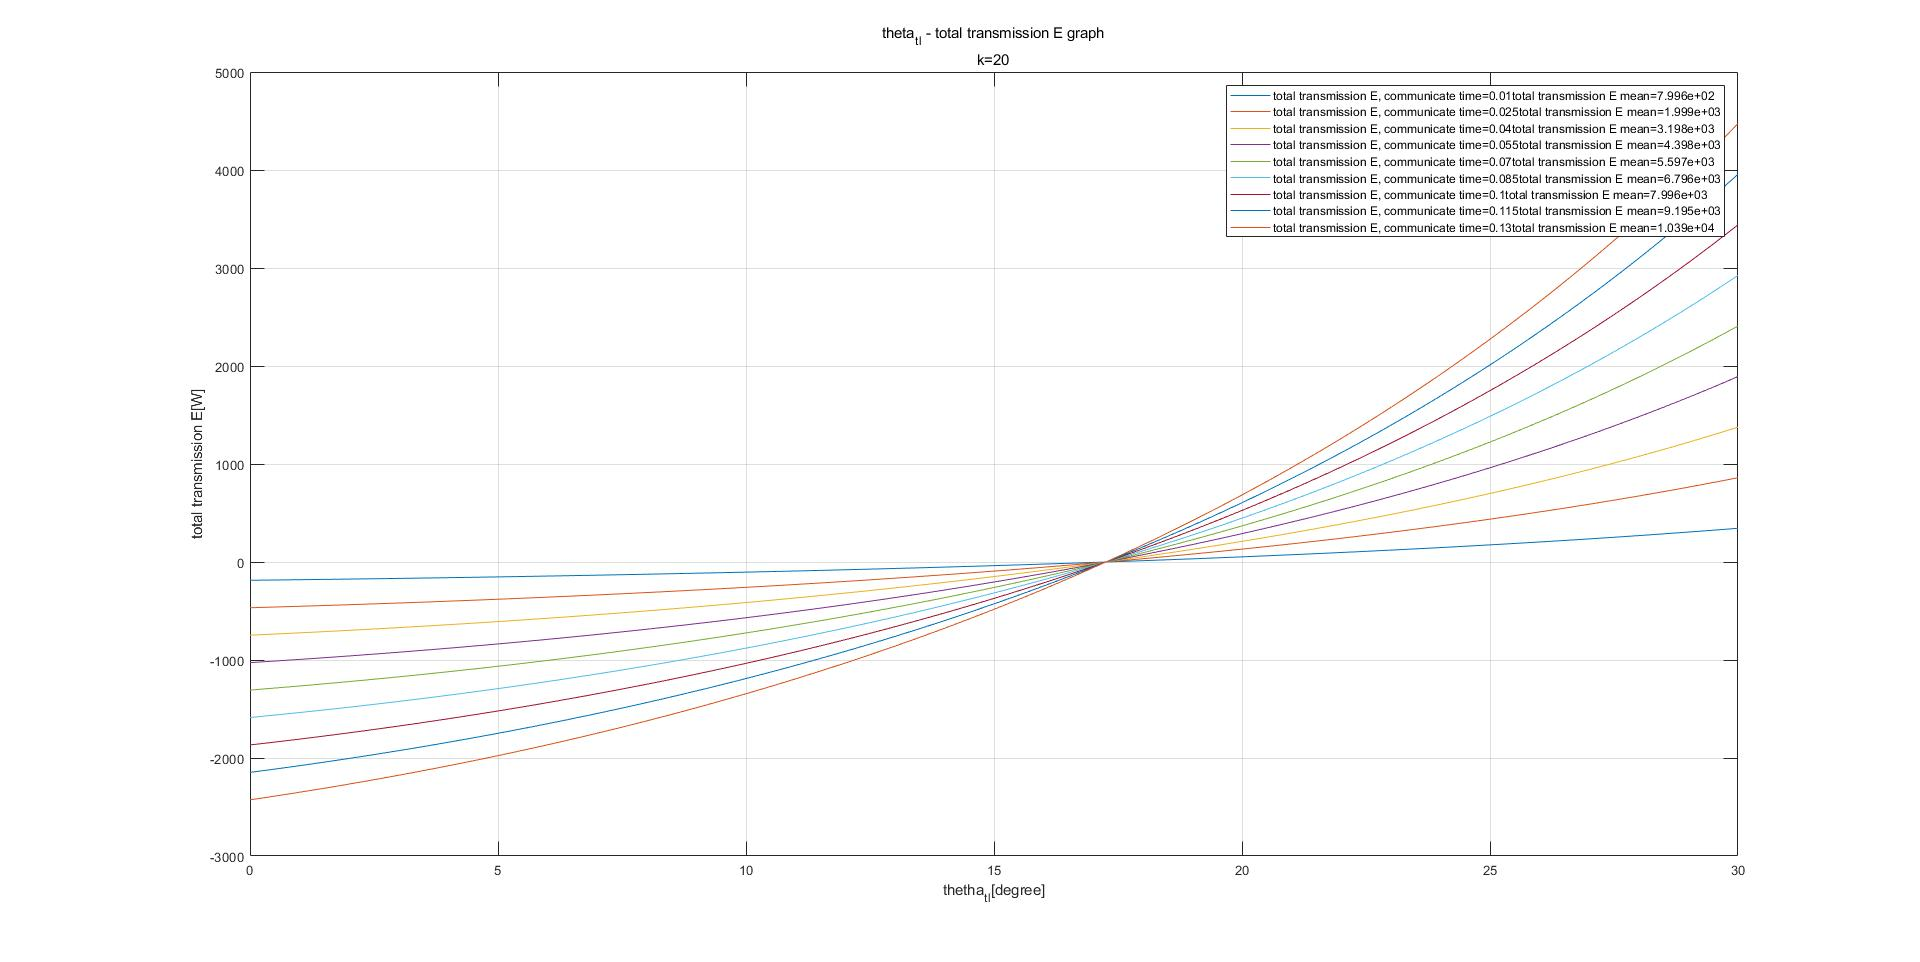 theta_tl - total transmission E graph
k=20
5000
4000
3000
2000
1000
0
-1000
-2000
-3000
total transmission E[W]
total transmission E, communicate time=0.01total transmission E mean=7.996e+02
total transmission E, communicate time=0.025total transmission E mean=1.999e+03
total transmission E, communicate time=0.04total transmission E mean=3.198e+03
total transmission E, communicate time=0.055total transmission E mean=4.398e+03
total transmission E, communicate time=0.07total transmission E mean=5.597e+03
total transmission E, communicate time=0.085total transmission E mean=6.796e+03
total transmission E, communicate time=0.1total transmission E mean=7.996e+03
total transmission E, communicate time=0.115total transmission E mean=9.195e+03
total transmission E, communicate time=0.13total transmission E mean=1.039e+04
0 5 10 15 20 25 30
thetha_tl[degree]